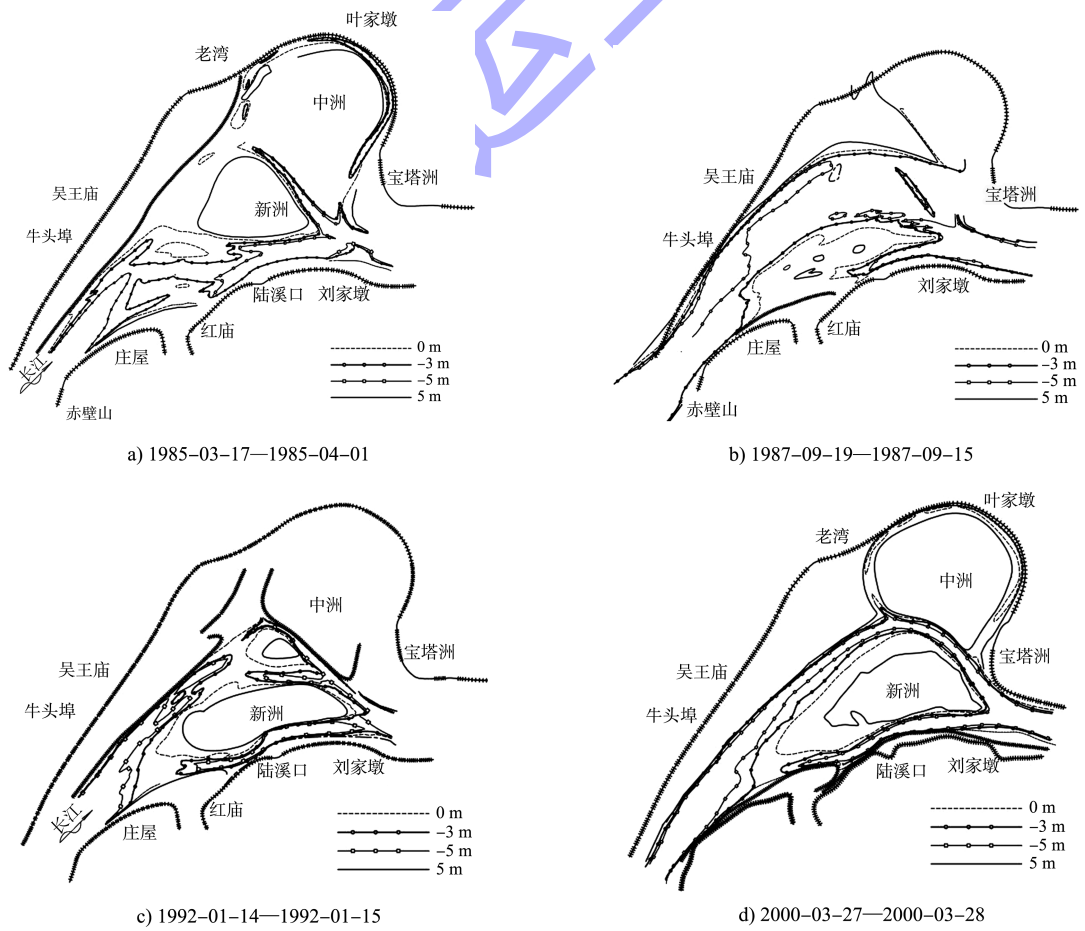 叶家墩
老湾
中洲
宝塔洲
吴王庙
新洲
牛头埠
陆溪口
刘家墩
红庙
庄屋
长江
赤壁山
0 m
−3 m
−5 m
5 m
a) 1985−03−17—1985−04−01
吴王庙
宝塔洲
牛头埠
刘家墩
红庙
庄屋
赤壁山
0 m
−3 m
−5 m
5 m
b) 1987−09−19—1987−09−15
中洲
宝塔洲
吴王庙
新洲
牛头埠
陆溪口
刘家墩
红庙
长江
庄屋
0 m
−3 m
−5 m
5 m
c) 1992−01−14—1992−01−15
叶家墩
老湾
中洲
宝塔洲
吴王庙
新洲
牛头埠
陆溪口
刘家墩
0 m
−3 m
−5 m
5 m
d) 2000−03−27—2000−03−28